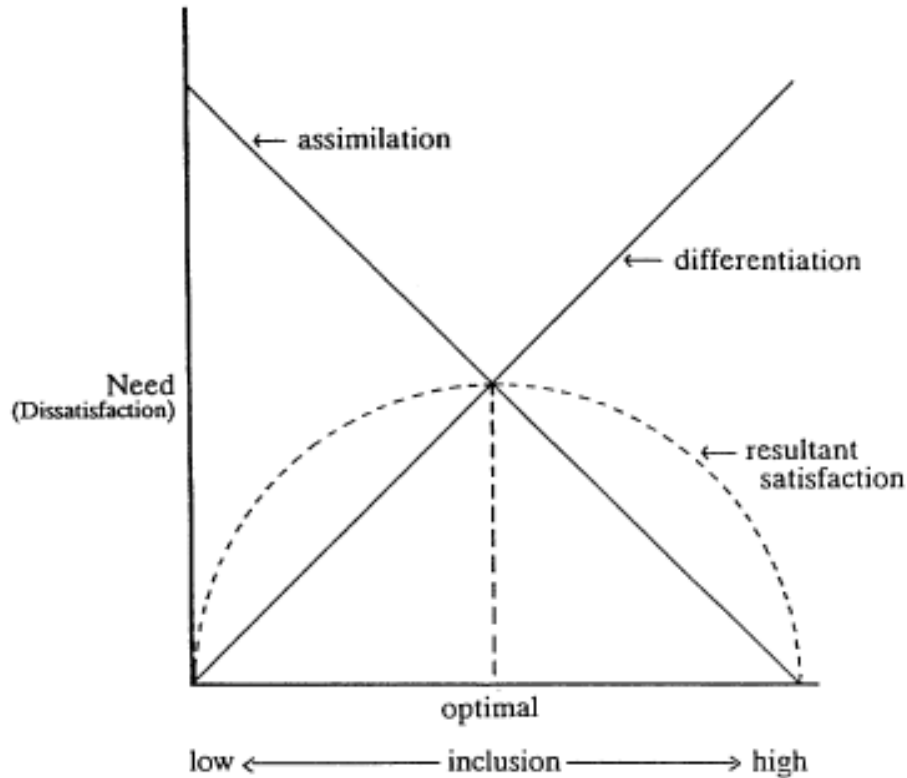 ← assimilation
← differentiation
Need
(Dissatisfaction)
← resultant
satisfaction
optimal
low ← inclusion → high